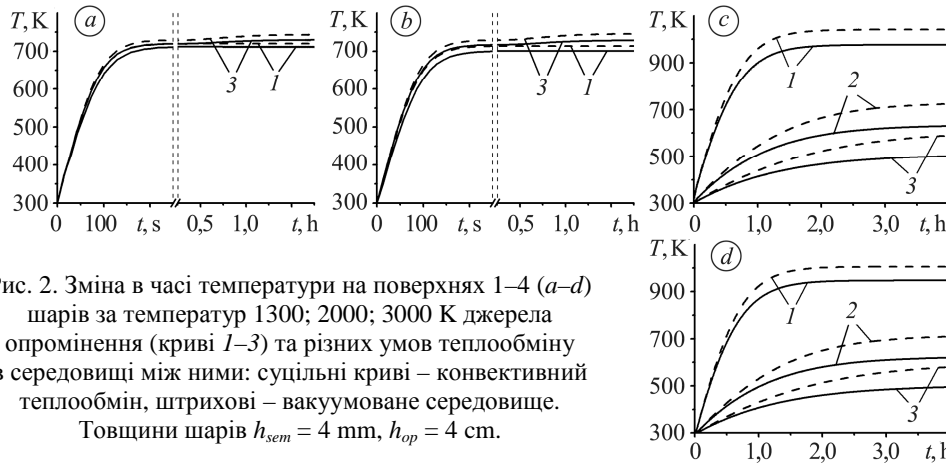 T, K a
700
600
500
400
300
0 100 t, s 0,5 1,0 t, h
3 1
T, K b
700
600
500
400
300
0 100 t, s 0,5 1,0 t, h
3 1
T, K c
900
700
500
300
0 1,0 2,0 3,0 t, h
1
2
3
T, K d
900
700
500
300
0 1,0 2,0 3,0 t, h
1
2
3
ис. 2. Зміна в часі температури на поверхнях 1–4 (a–d)
шарів за температур 1300; 2000; 3000 K джерела
опромінення (криві 1–3) та різних умов теплообміну
в середовищі між ними: суцільні криві – конвективний
теплообмін, штрихові – вакуумоване середовище.
Товщини шарів hsem = 4 mm, hop = 4 cm.